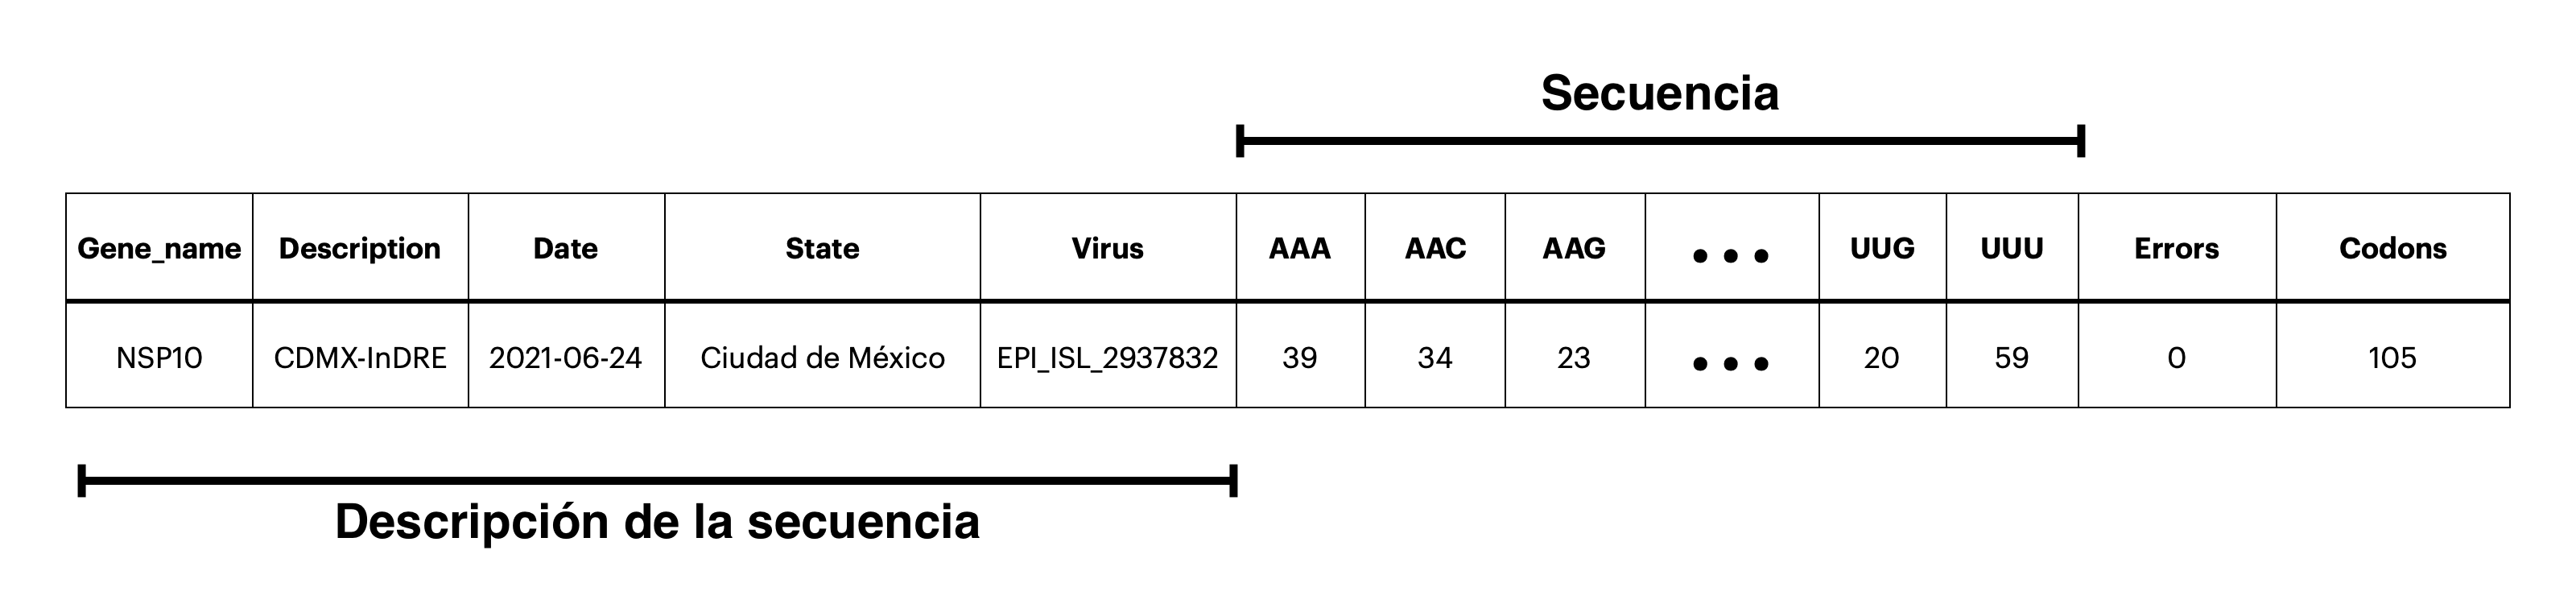 Secuencia
Gene_name Description Date State Virus AAA AAC AAG ••• UUG UUU Errors Codons
NSP10 CDMX-InDRE 2021-06-24 Ciudad de México EPI_ISL_2937832 39 34 23 ••• 20 59 0 105
Descripción de la secuencia